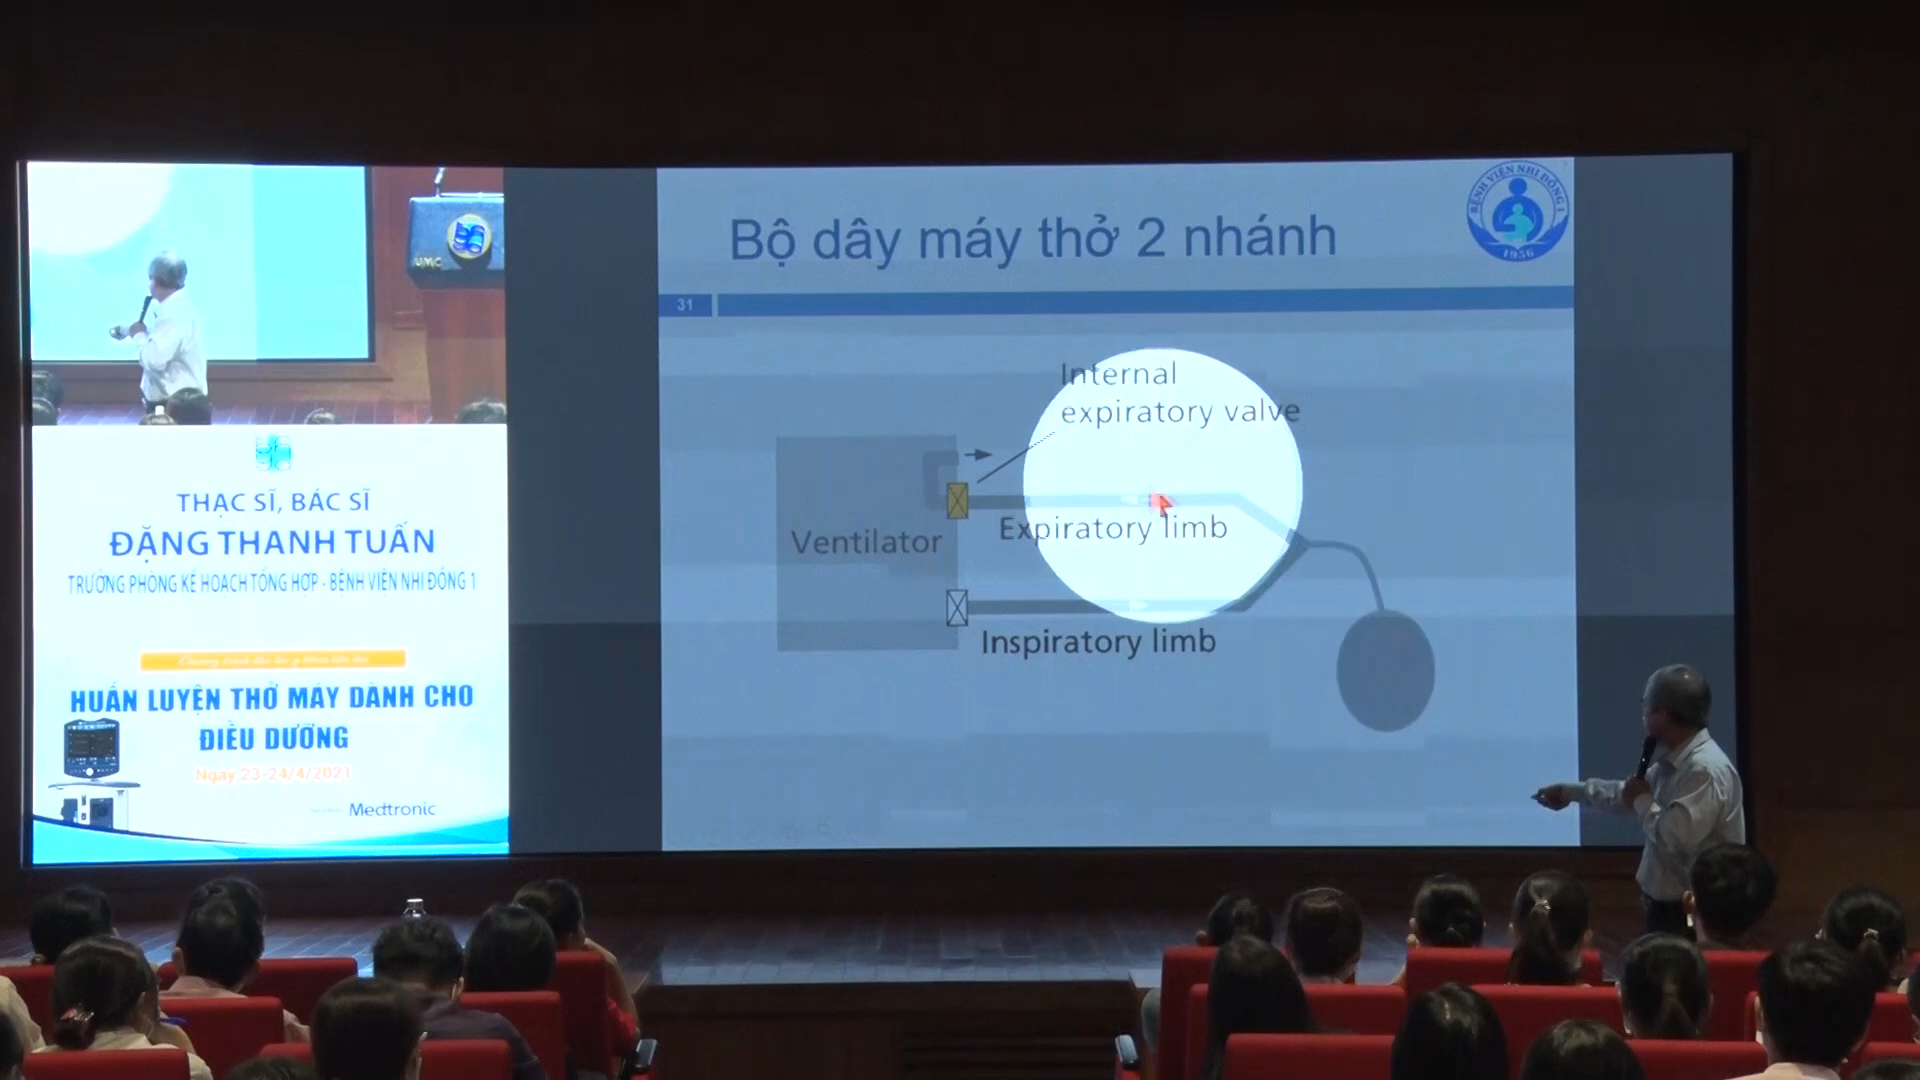 UMC
THẠC SĨ, BÁC SĨ
ĐẶNG THANH TUẤN
TRƯỞNG PHÒNG KẾ HOẠCH TỔNG HỢP - BỆNH VIỆN NHI ĐỒNG 1
HUẤN LUYỆN THỞ MÁY DÀNH CHO
ĐIỀU DƯỠNG
Ngày 23-24/4/2021
Medtronic
Bộ dây máy thở 2 nhánh
BỆNH VIỆN NHI ĐỒNG 1
1956
31
Internal
expiratory valve
Ventilator
Expiratory limb
Inspiratory limb